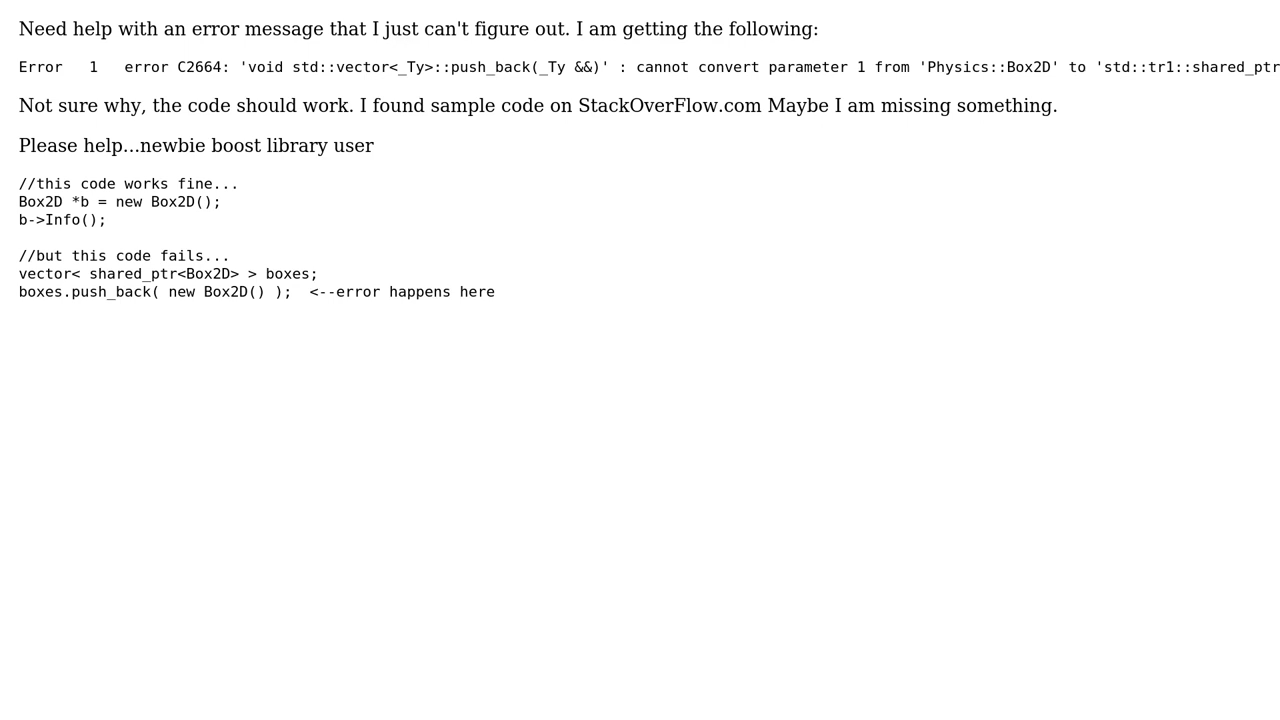 Need help with an error message that I just can't figure out. I am getting the following:
Error   1   error C2664: 'void std::vector<_Ty>::push_back(_Ty &&)' : cannot convert parameter 1 from 'Physics::Box2D' to 'std::tr1::shared_ptr
Not sure why, the code should work. I found sample code on StackOverFlow.com Maybe I am missing something.
Please help...newbie boost library user
//this code works fine...
Box2D *b = new Box2D();
b->Info();
//but this code fails...
vector< shared_ptr<Box2D> > boxes;
boxes.push_back( new Box2D() );  <--error happens here